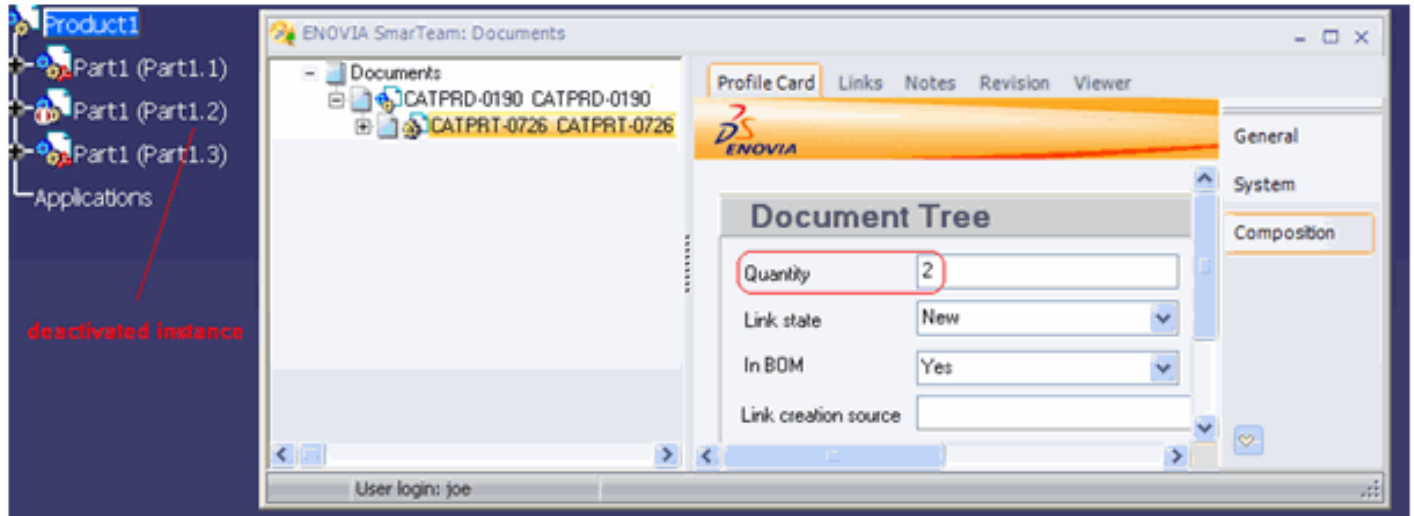 Product1
Part1 (Part1.1)
Part1 (Part1.2)
Part1 (Part1.3)
Applications
deactivated instance
ENOVIA SmarTeam: Documents
Documents
CATPRD-0190 CATPRD-0190
CATPRT-0726 CATPRT-0726
Profile Card Links Notes Revision Viewer
DS
ENOVIA
Document Tree
Quantity 2
Link state New
In BOM Yes
Link creation source
General
System
Composition
User login: joe